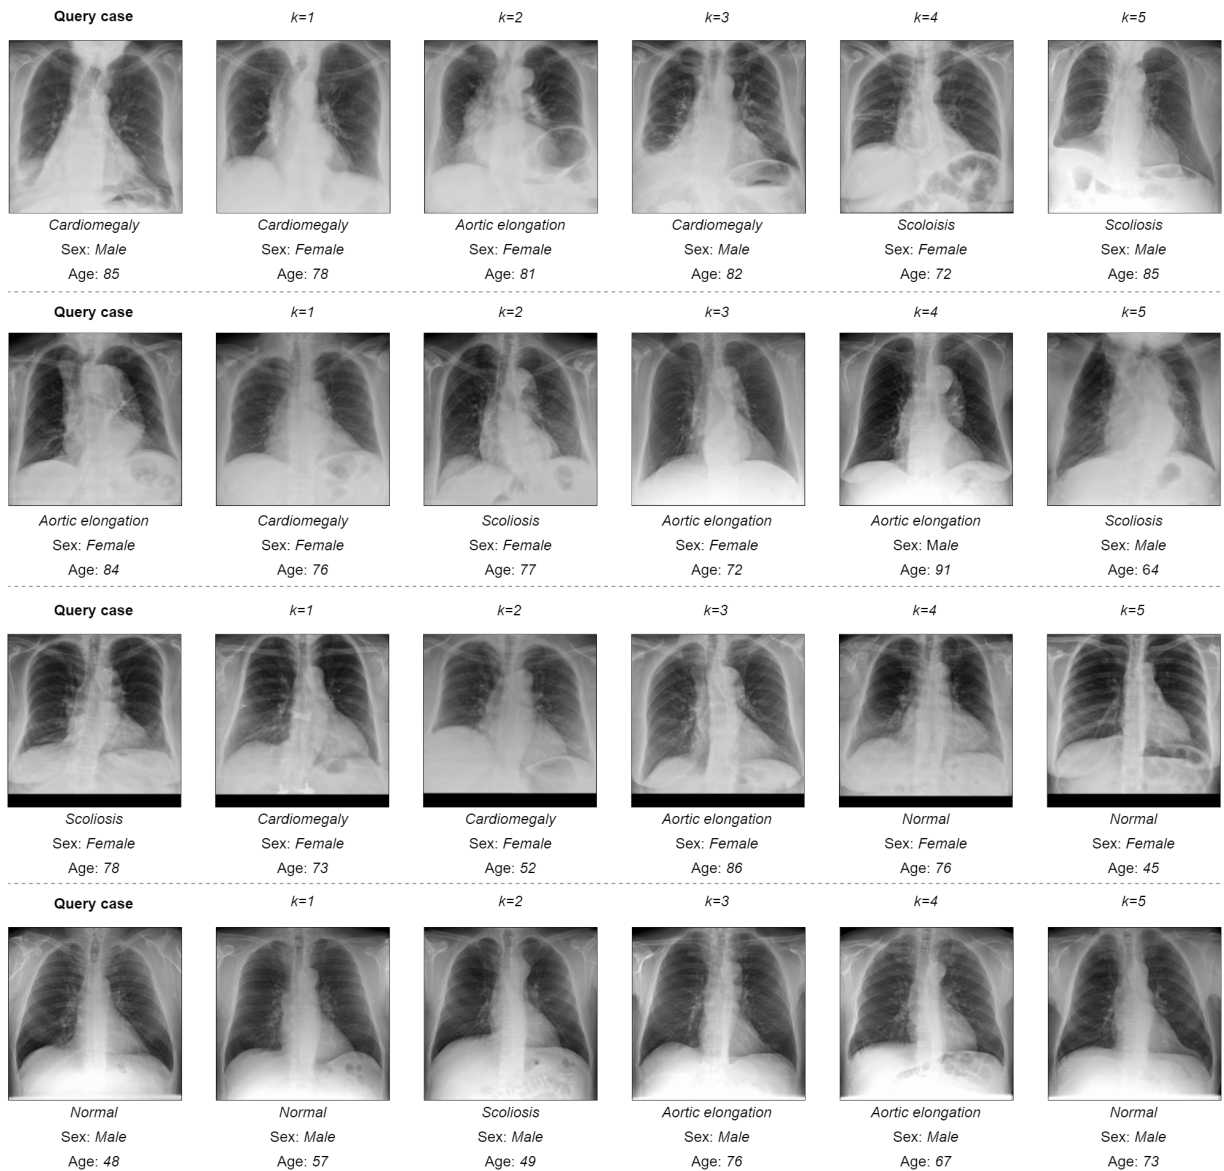 Query case k=1 k=2 k=3 k=4 k=5
Cardiomegaly Cardiomegaly Aortic elongation Cardiomegaly Scoloisis Scoliosis
Sex: Male Sex: Female Sex: Female Sex: Male Sex: Female Sex: Male
Age: 85 Age: 78 Age: 81 Age: 82 Age: 72 Age: 85
Query case k=1 k=2 k=3 k=4 k=5
Aortic elongation Cardiomegaly Scoliosis Aortic elongation Aortic elongation Scoliosis
Sex: Female Sex: Female Sex: Female Sex: Female Sex: Male Sex: Male
Age: 84 Age: 76 Age: 77 Age: 72 Age: 91 Age: 64
Query case k=1 k=2 k=3 k=4 k=5
Scoliosis Cardiomegaly Cardiomegaly Aortic elongation Normal Normal
Sex: Female Sex: Female Sex: Female Sex: Female Sex: Female Sex: Female
Age: 78 Age: 73 Age: 52 Age: 86 Age: 76 Age: 45
Query case k=1 k=2 k=3 k=4 k=5
Normal Normal Scoliosis Aortic elongation Aortic elongation Normal
Sex: Male Sex: Male Sex: Male Sex: Male Sex: Male Sex: Male
Age: 48 Age: 57 Age: 49 Age: 76 Age: 67 Age: 73